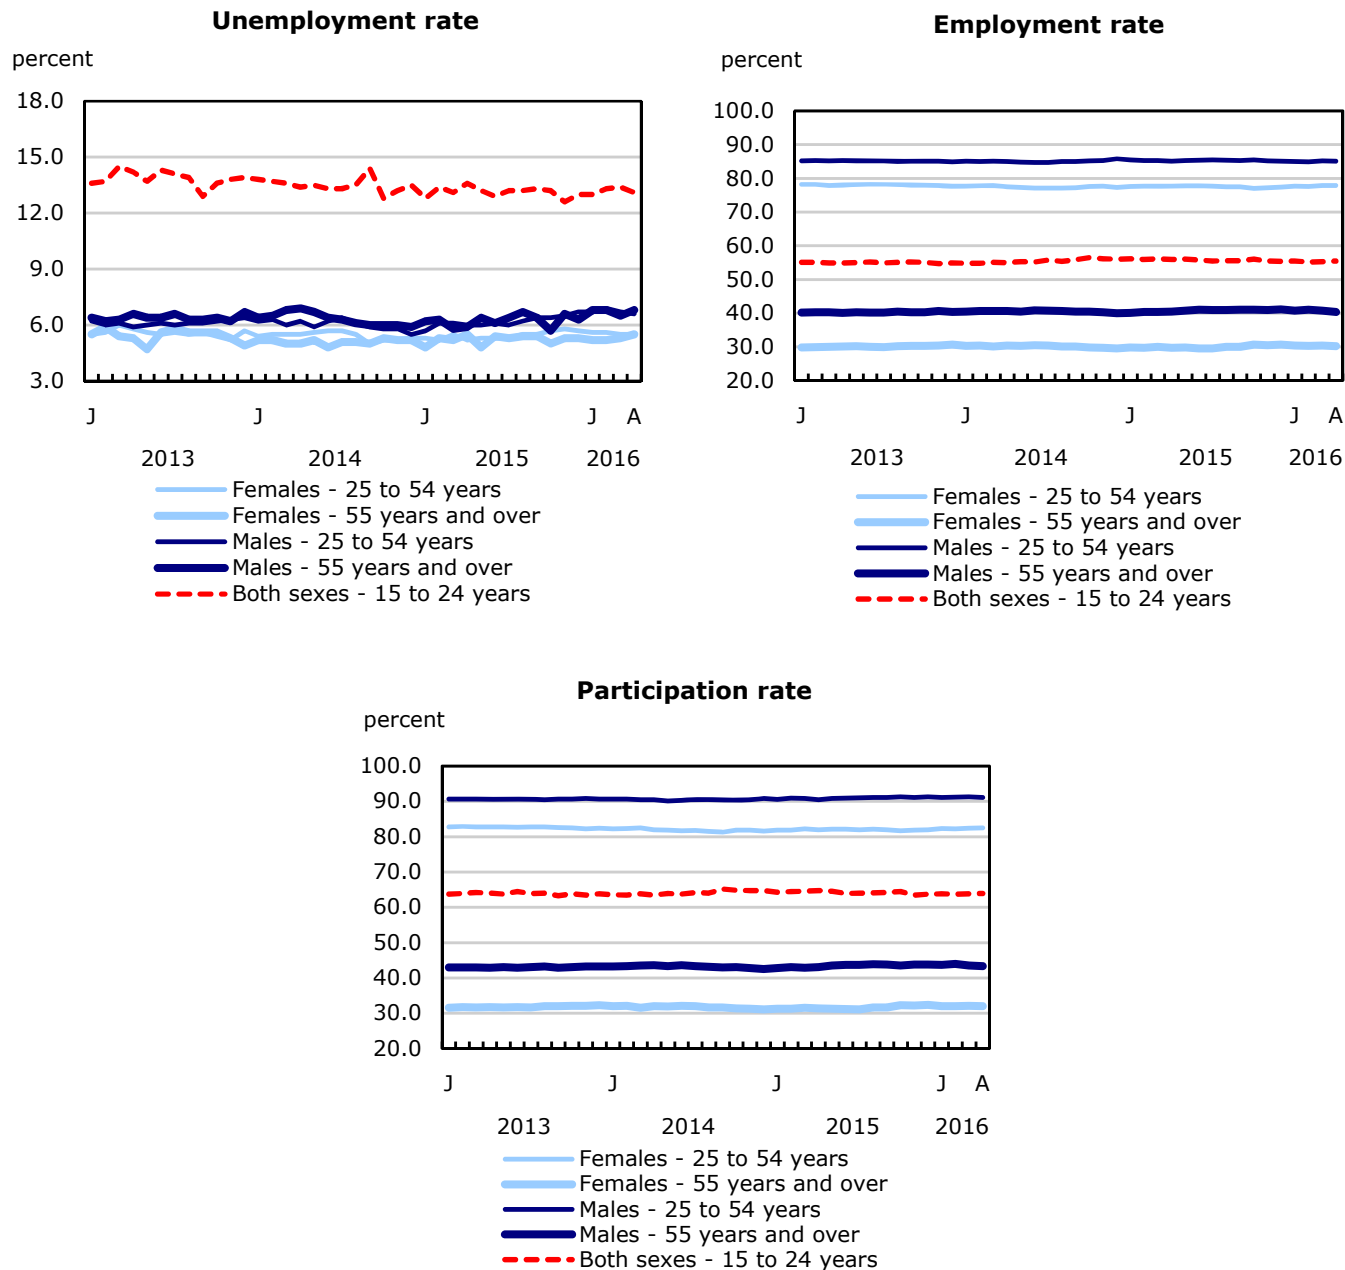 Unemployment rate
percent
18.0
15.0
12.0
9.0
6.0
3.0
J J J J A
2013 2014 2015 2016
Females - 25 to 54 years
Females - 55 years and over
Males - 25 to 54 years
Males - 55 years and over
Both sexes - 15 to 24 years
Employment rate
percent
100.0
90.0
80.0
70.0
60.0
50.0
40.0
30.0
20.0
J J J J A
2013 2014 2015 2016
Females - 25 to 54 years
Females - 55 years and over
Males - 25 to 54 years
Males - 55 years and over
Both sexes - 15 to 24 years
Participation rate
percent
100.0
90.0
80.0
70.0
60.0
50.0
40.0
30.0
20.0
J J J J A
2013 2014 2015 2016
Females - 25 to 54 years
Females - 55 years and over
Males - 25 to 54 years
Males - 55 years and over
Both sexes - 15 to 24 years